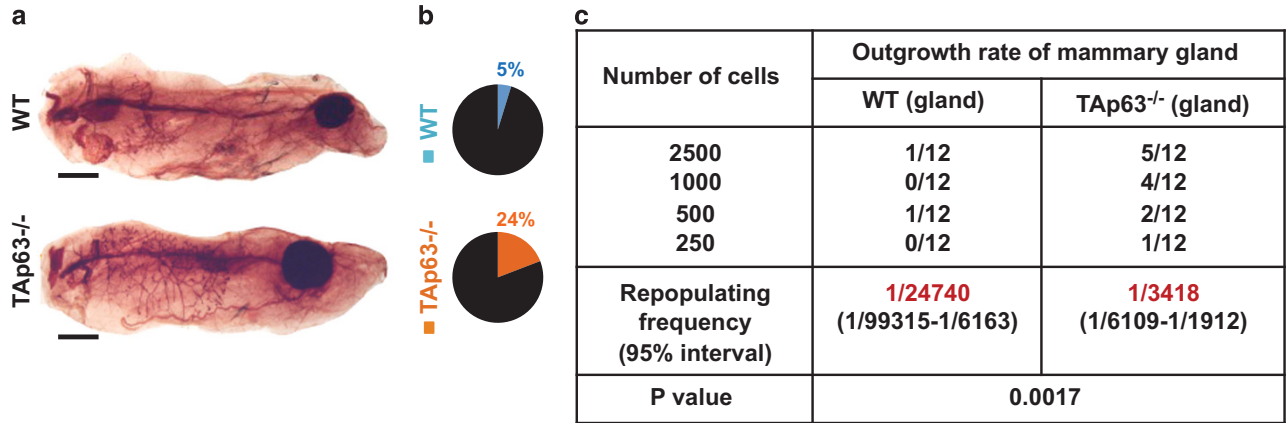 a
WT
TAp63-/-
b
5%
WT
24%
TAp63-/-
c
Number of cells
Outgrowth rate of mammary gland
WT (gland)
TAp63-/- (gland)
2500 1/12 5/12
1000 0/12 4/12
500 1/12 2/12
250 0/12 1/12
Repopulating
frequency
(95% interval)
1/24740
(1/99315-1/6163)
1/3418
(1/6109-1/1912)
P value 0.0017